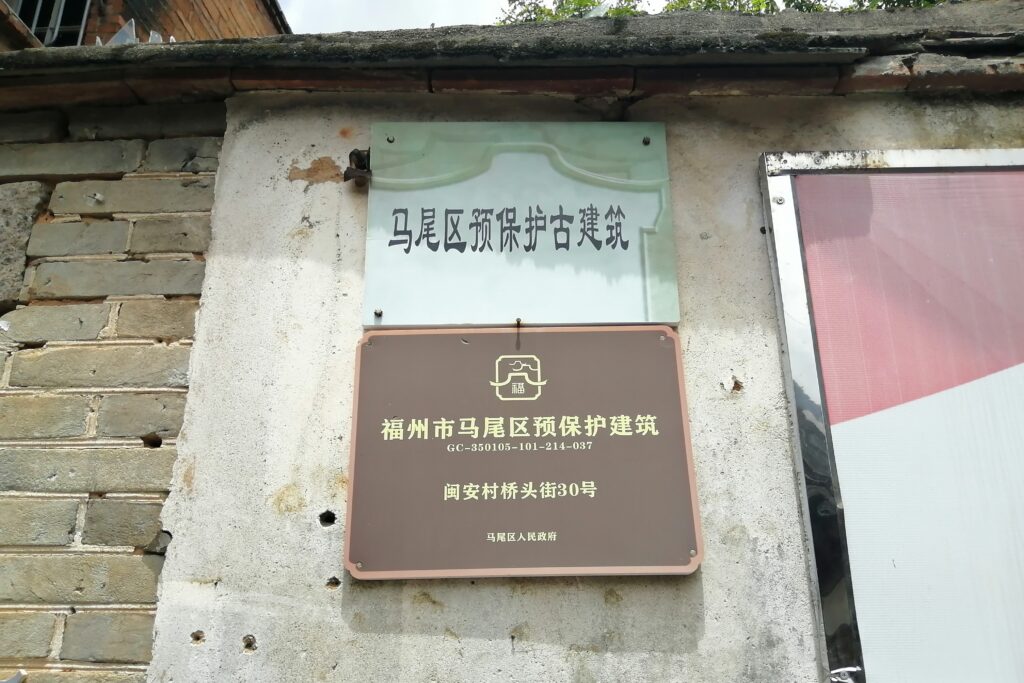 马尾区预保护古建筑
福
福州市马尾区预保护建筑
GC-350105-101-214-037
闽安村桥头街30号
马尾区人民政府